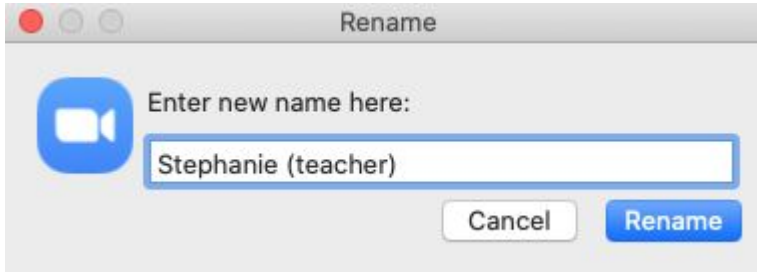 Rename
Enter new name here:
Stephanie (teacher)
Cancel Rename